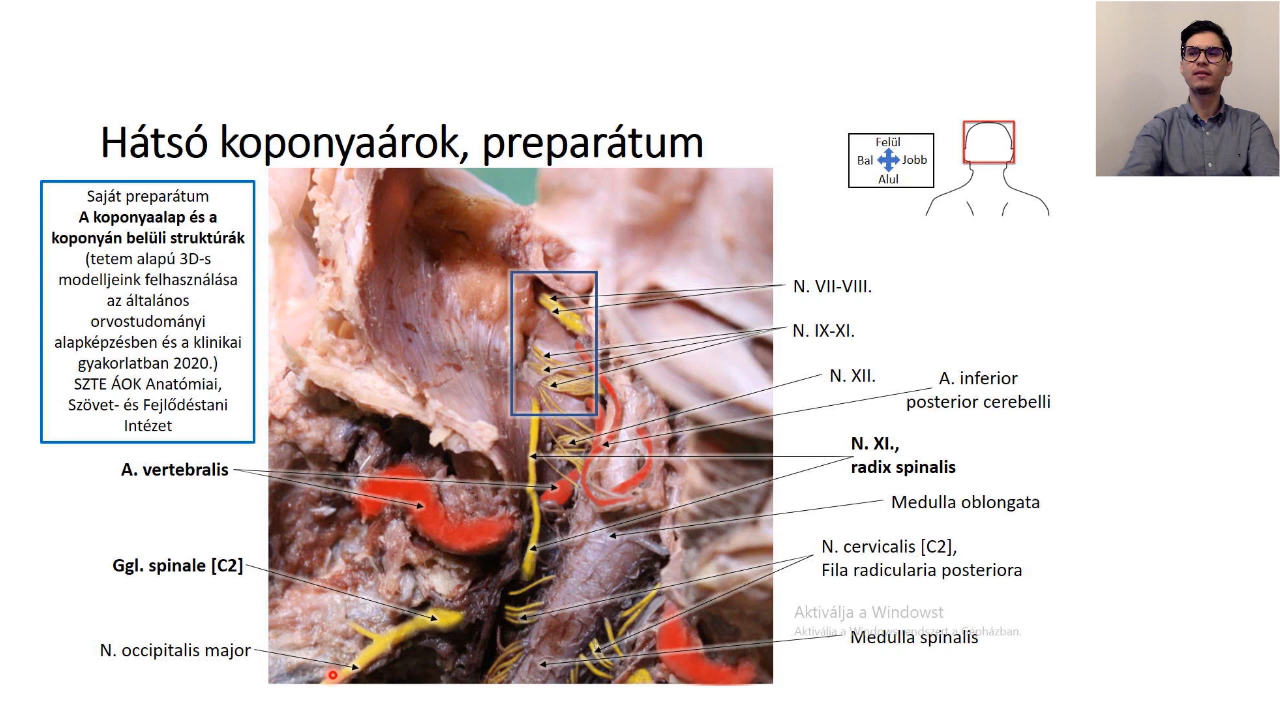 Hátsó koponyaárok, preparátum
Felül
Bal
Jobb
Alul
Saját preparátum
A koponyaalap és a
koponyán belüli struktúrák
(tetem alapú 3D-s
modelljeink felhasználása
az általános
orvostudományi
alapképzésben és a klinikai
gyakorlatban 2020.)
SZTE ÁOK Anatómiai,
Szövet- és Fejlődéstani
Intézet
A. vertebralis
Ggl. spinale [C2]
N. occipitalis major
N. VII-VIII.
N. IX-XI.
N. XII.
A. inferior
posterior cerebelli
N. XI.,
radix spinalis
Medulla oblongata
N. cervicalis [C2],
Fila radicularia posteriora
Aktiválja a Windowst
Aktiválja a Windows rendszert a Gépházban.
Medulla spinalis